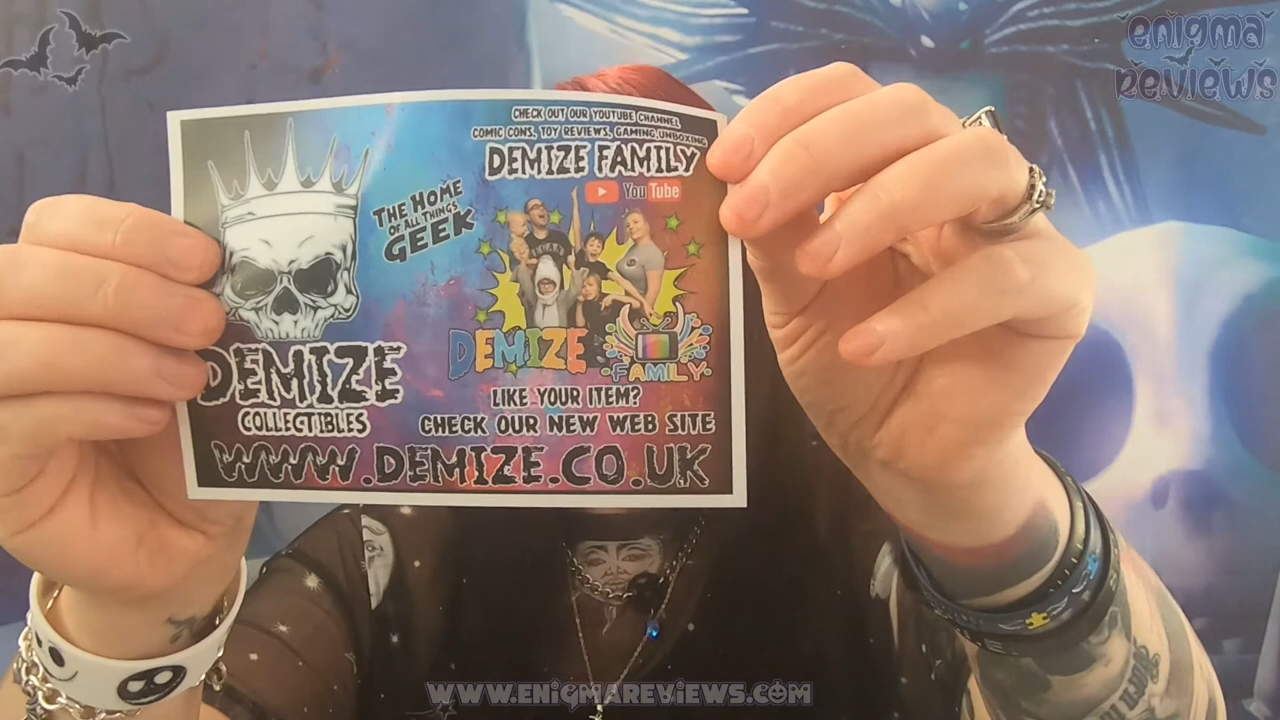 enigma
reviews
CHECK OUT OUR YOUTUBE CHANNEL
COMIC CONS, TOY REVIEWS, GAMING, UNBOXING
DEMIZE FAMILY
YouTube
THE HOME
OF ALL THINGS
GEEK
DEMIZE
FAMILY
DEMIZE
COLLECTIBLES
LIKE YOUR ITEM?
CHECK OUR NEW WEB SITE
WWW.DEMIZE.CO.UK
WWW.ENIGMAREVIEWS.COM